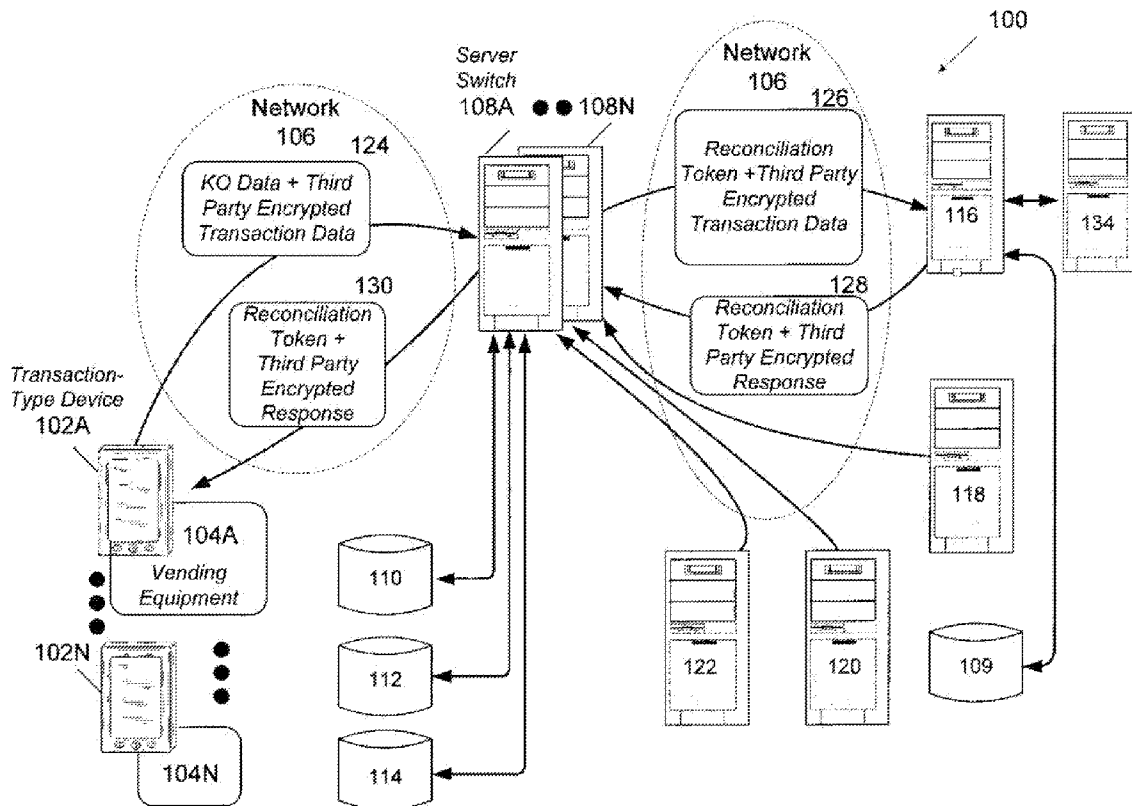 100
Server
Switch
108A
108N
Network
106
124
KO Data + Third
Party Encrypted
Transaction Data
130
Reconciliation
Token +
Third Party
Encrypted
Response
Network
106
126
Reconciliation
Token +Third Party
Encrypted
Transaction Data
128
Reconciliation
Token + Third
Party Encrypted
Response
116
134
118
Transaction-
Type Device
102A
104A
Vending
Equipment
102N
104N
110
112
114
122
120
109